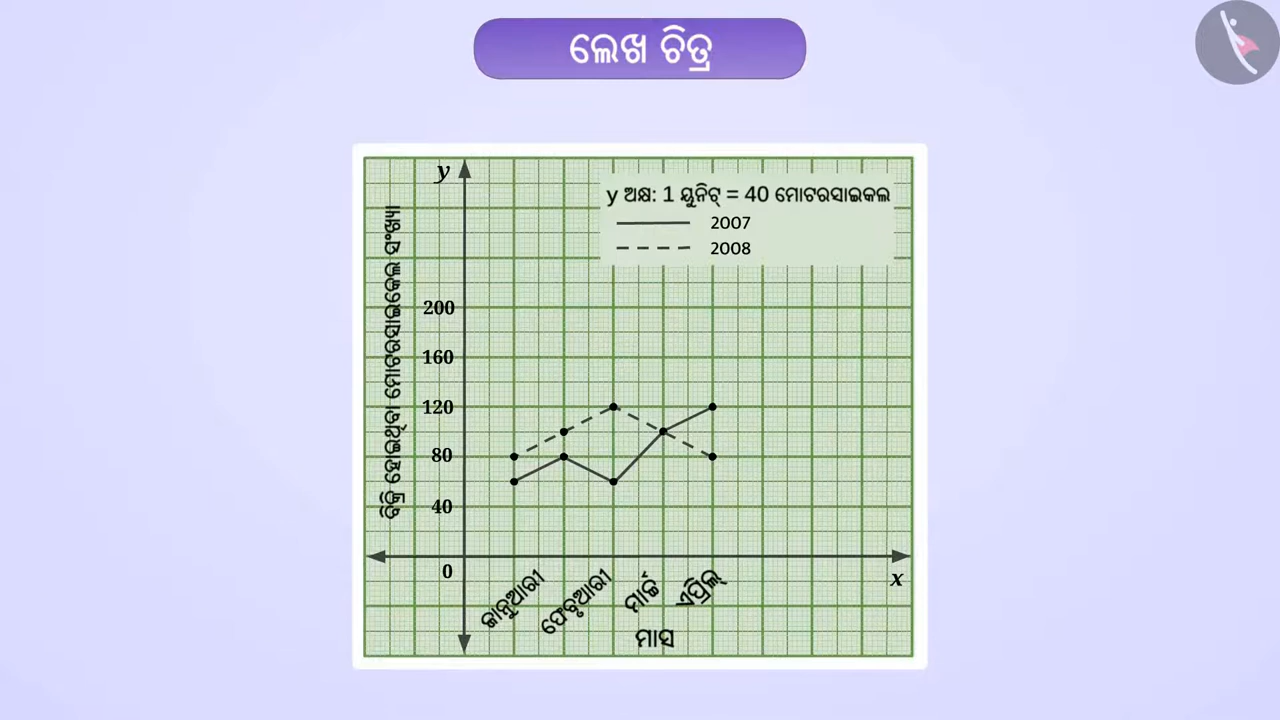 ଲେଖ ଚିତ୍ର
y
y ଅକ୍ଷ: 1 ୟୁନିଟ୍ = 40 ମୋଟରସାଇକଲ
2007
2008
ବିକ୍ରି ହୋଇଥିବା ମୋଟରସାଇକେଲ ସଂଖ୍ୟା
200
160
120
80
40
0
x
ଜାନୁଆରୀ ଫେବୃଆରୀ ମାର୍ଚ୍ଚ ଏପ୍ରିଲ୍
ମାସ